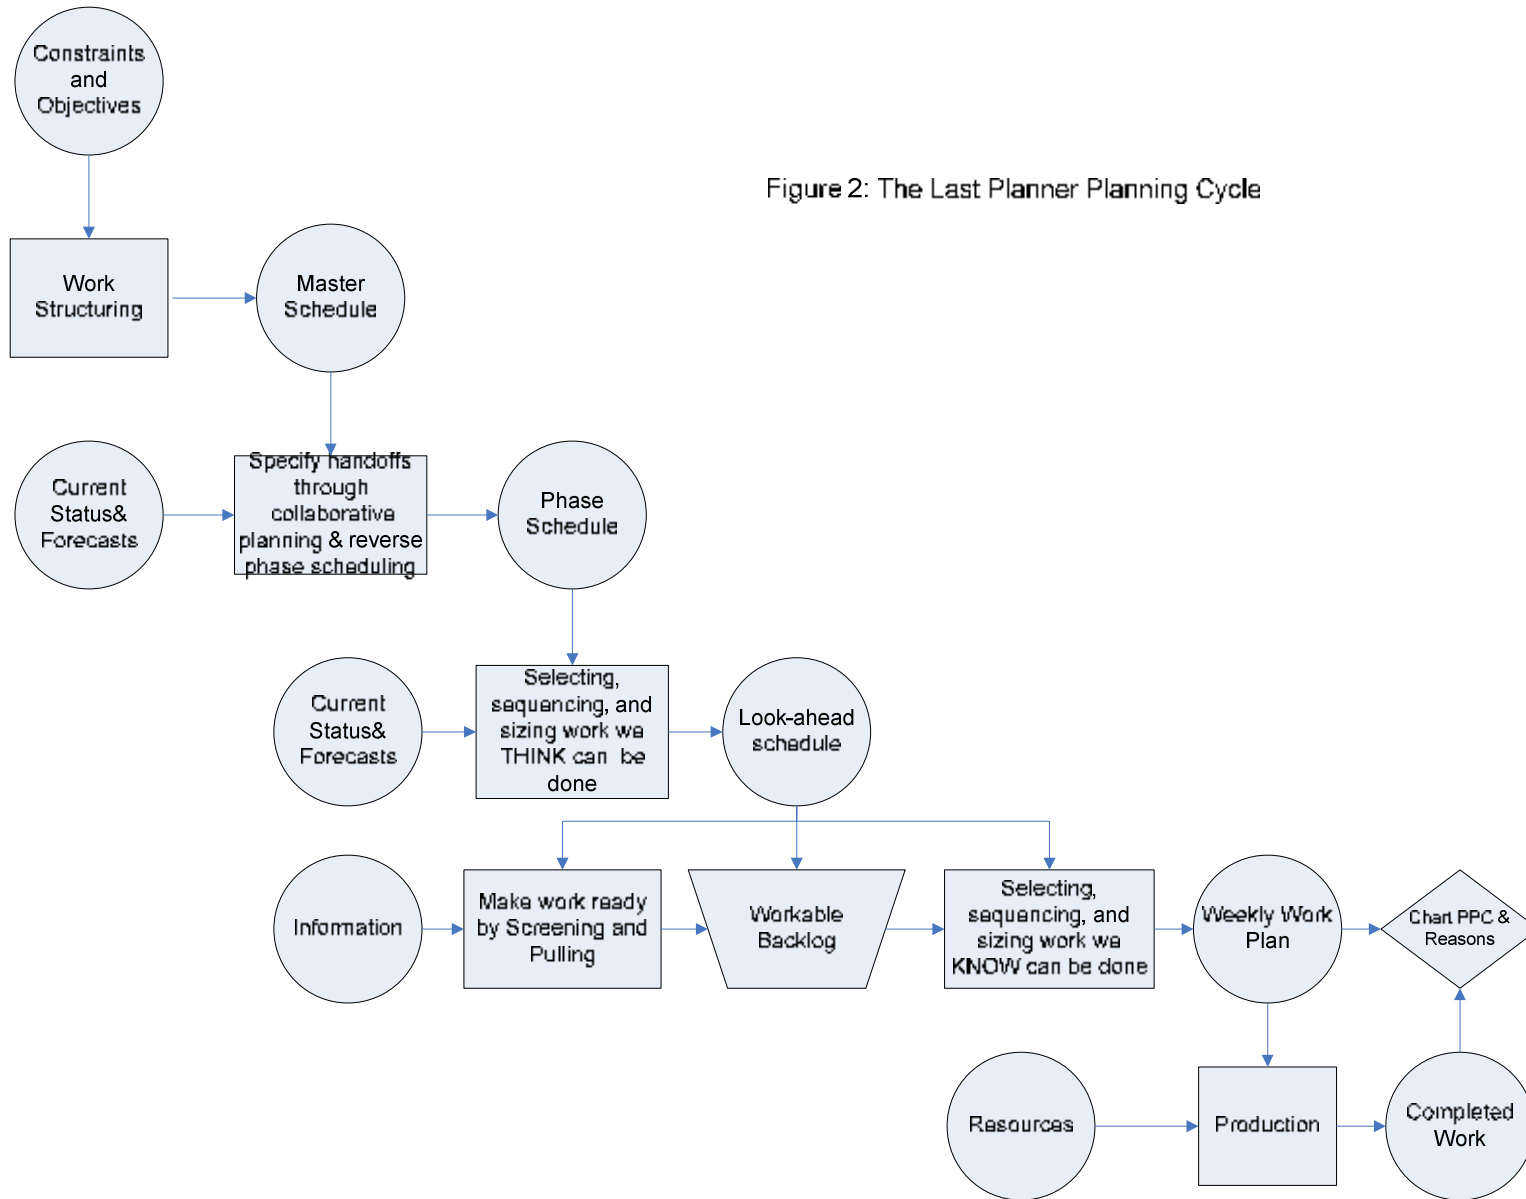 Constraints
and
Objectives
Figure 2: The Last Planner Planning Cycle
Work
Structuring
Master
Schedule
Current
Status&
Forecasts
Specify handoffs
through
collaborative
planning & reverse
phase scheduling
Phase
Schedule
Current
Status&
Forecasts
Selecting,
sequencing, and
sizing work we
THINK can be
done
Look-ahead
schedule
Information
Make work ready
by Screening and
Pulling
Workable
Backlog
Selecting,
sequencing, and
sizing work we
KNOW can be done
Weekly Work
Plan
Chart PPC &
Reasons
Resources
Production
Completed
Work